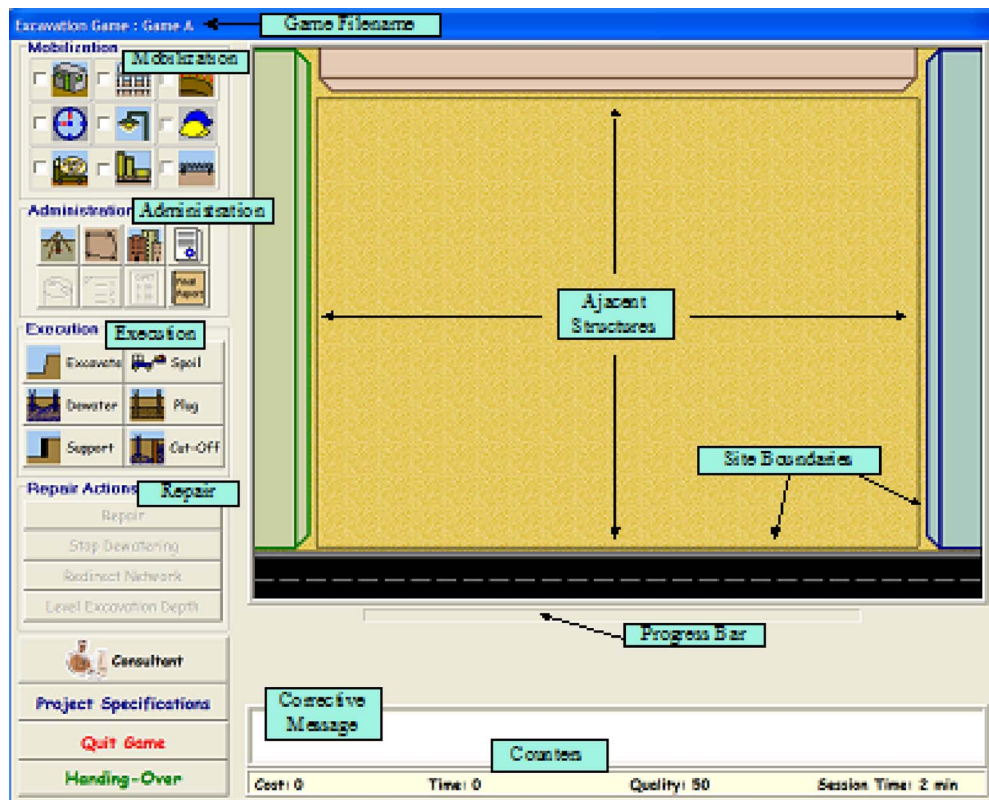 Excavation Game : Game A
Game Filename
Mobilization
Mobilization
Administration
Administration
Final Report
Execution
Execution
Excavate
Spoil
Dewater
Plug
Support
Cut-Off
Repair Actions
Repair
Repair
Stop Dewatering
Redirect Network
Level Excavation Depth
Consultant
Project Specifications
Quit Game
Handing-Over
Ajacent
Structures
Site Boundaries
Progress Bar
Corrective
Message
Counters
Cost: 0
Time: 0
Quality: 50
Session Time: 2 min